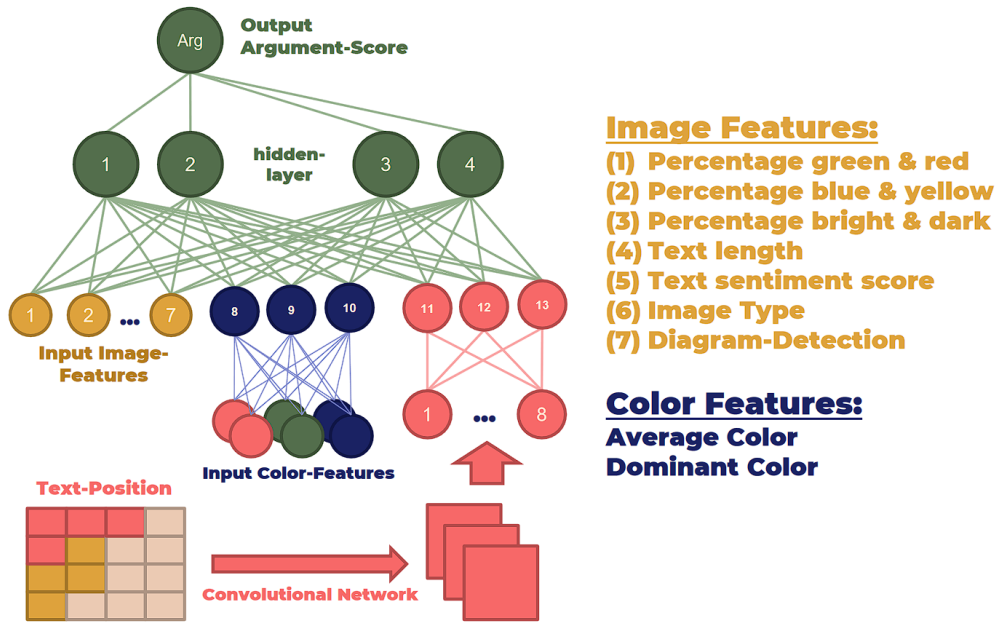 Arg
Output
Argument-Score
1
2
hidden-
layer
3
4
1
2
...
7
8
9
10
11
12
13
Input Image-
Features
1
...
8
Input Color-Features
Text-Position
Convolutional Network
Image Features:
(1) Percentage green & red
(2) Percentage blue & yellow
(3) Percentage bright & dark
(4) Text length
(5) Text sentiment score
(6) Image Type
(7) Diagram-Detection
Color Features:
Average Color
Dominant Color